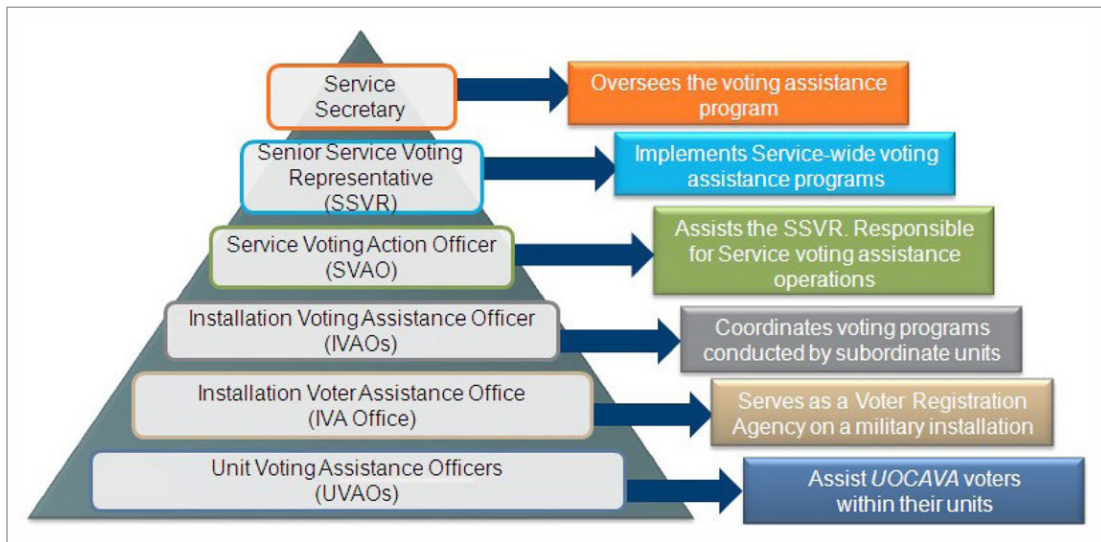 Service
Secretary
Oversees the voting assistance
program
Senior Service Voting
Representative
(SSVR)
Implements Service-wide voting
assistance programs
Service Voting Action Officer
(SVAO)
Assists the SSVR. Responsible
for Service voting assistance
operations
Installation Voting Assistance Officer
(IVAOs)
Coordinates voting programs
conducted by subordinate units
Installation Voter Assistance Office
(IVA Office)
Serves as a Voter Registration
Agency on a military installation
Unit Voting Assistance Officers
(UVAOs)
Assist UOCAVA voters
within their units